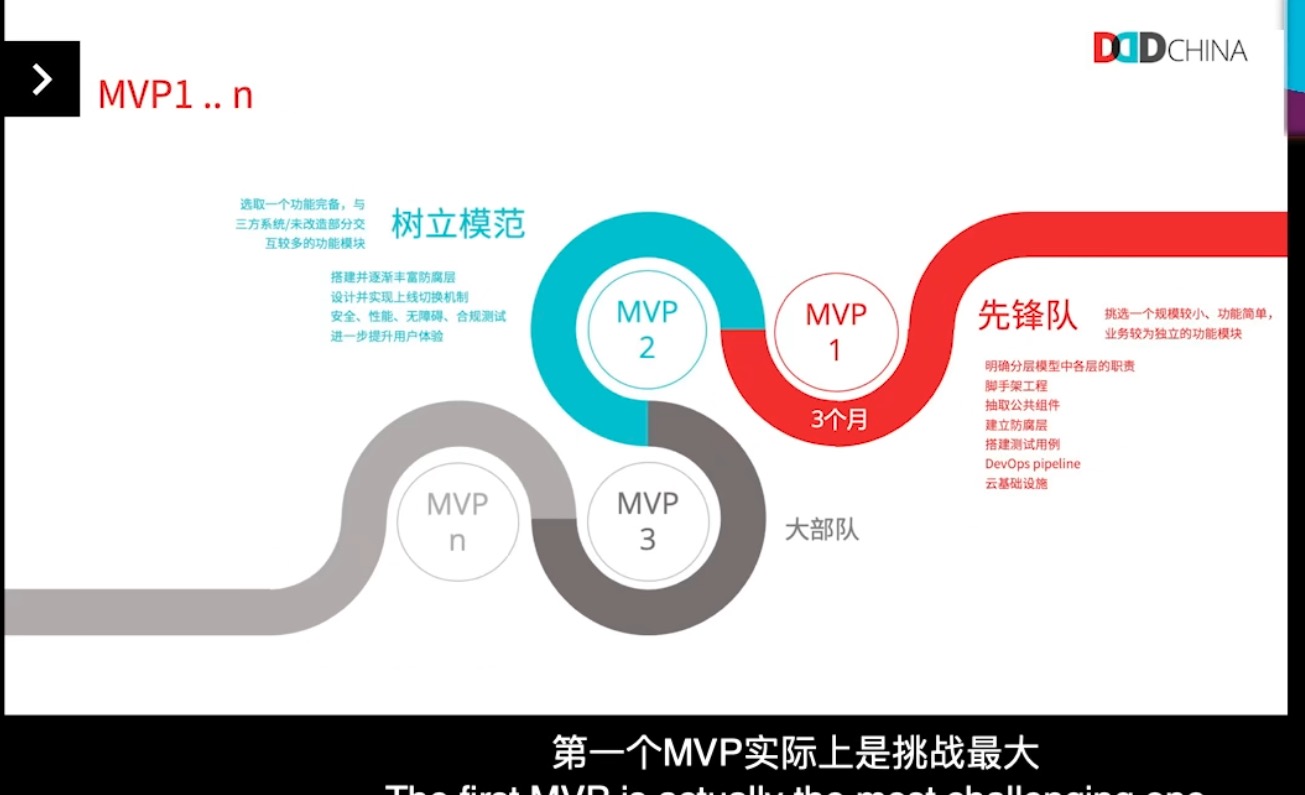 DDDCHINA
MVP1 .. n
选取一个功能完备，与
三方系统/未改造部分交
互较多的功能模块
树立模范
搭建并逐渐丰富防腐层
设计并实现上线切换机制
安全、性能、无障碍、合规测试
进一步提升用户体验
MVP
2
MVP
1
3个月
先锋队
挑选一个规模较小、功能简单，
业务较为独立的功能模块
明确分层模型中各层的职责
脚手架工程
抽取公共组件
建立防腐层
搭建测试用例
DevOps pipeline
云基础设施
MVP
n
MVP
3
大部队
第一个MVP实际上是挑战最大
The first MVP is actually the most challenging one